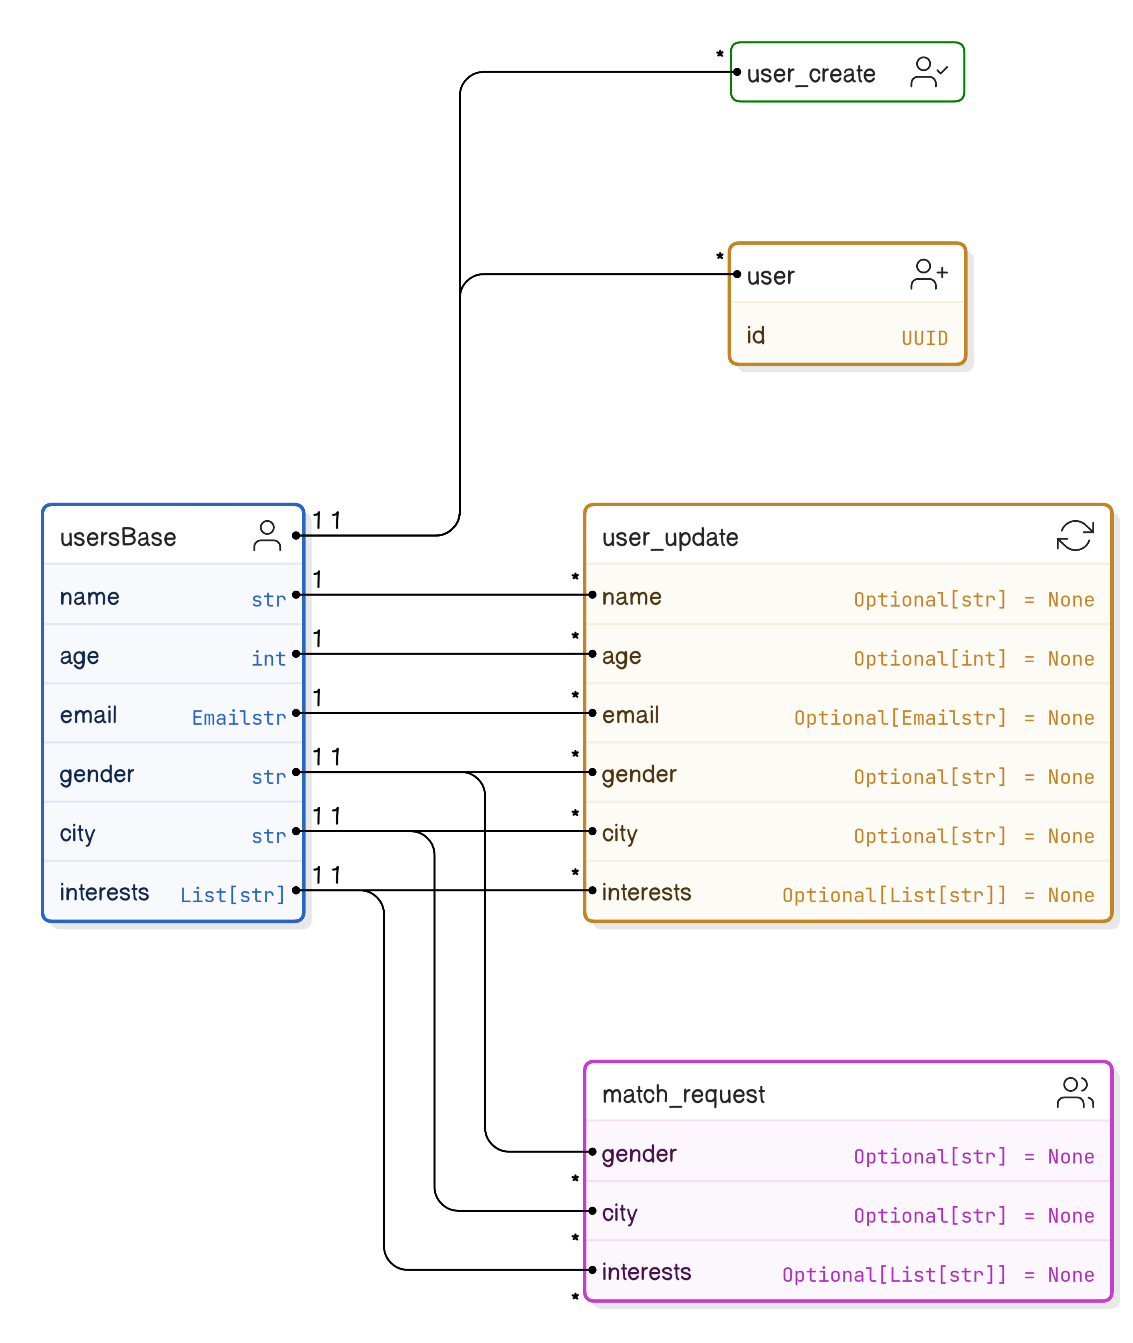 *
user_create
*
user
id UUID
usersBase
1 1
name str
1
age int
1
email Emailstr
1
gender str
1 1
city str
1 1
interests List[str]
1 1
user_update
*
name Optional[str] = None
*
age Optional[int] = None
*
email Optional[Emailstr] = None
*
gender Optional[str] = None
*
city Optional[str] = None
*
interests Optional[List[str]] = None
match_request
gender Optional[str] = None
*
city Optional[str] = None
*
interests Optional[List[str]] = None
*